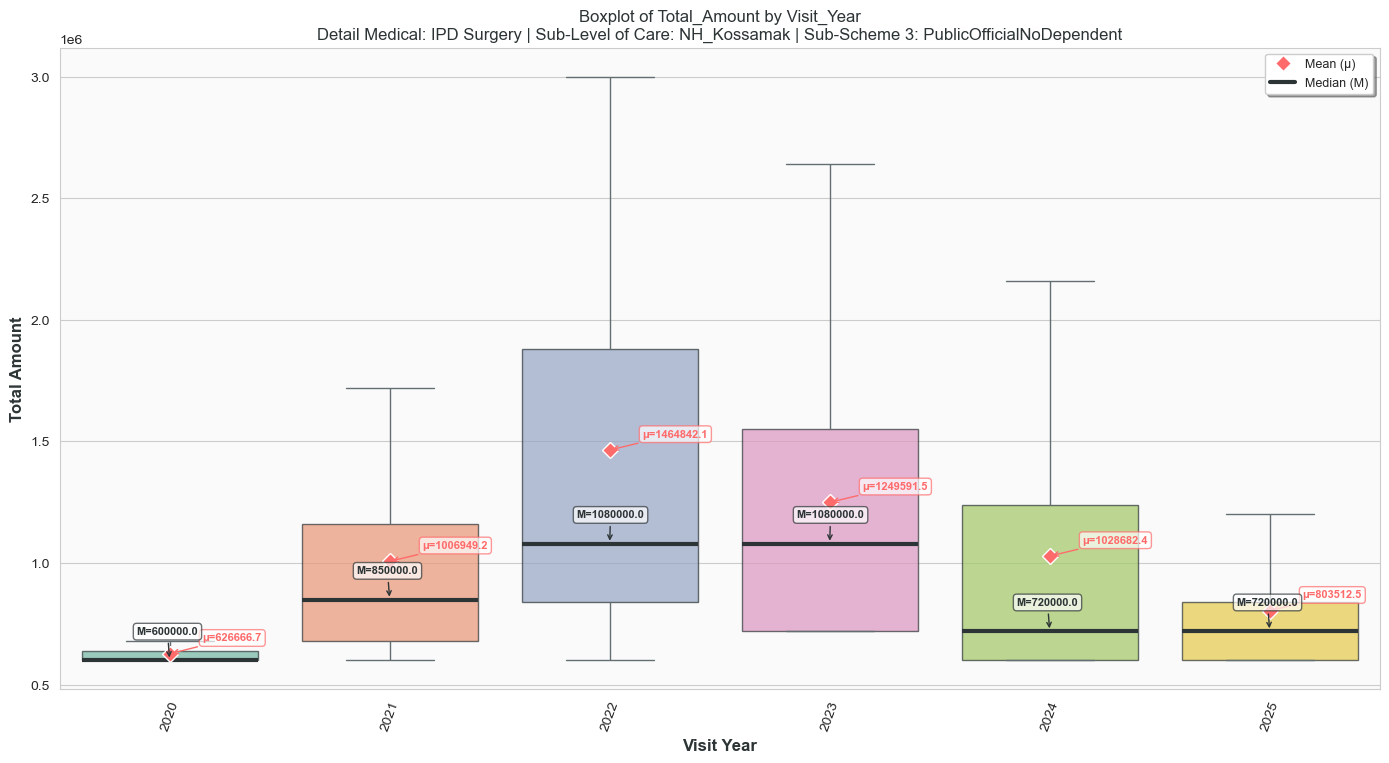 Boxplot of Total_Amount by Visit_Year
Detail Medical: IPD Surgery | Sub-Level of Care: NH_Kossamak | Sub-Scheme 3: PublicOfficialNoDependent
1e6
Mean (μ)
Median (M)
3.0
2.5
2.0
1.5
1.0
0.5
Total Amount
M=600000.0
μ=626666.7
μ=1006949.2
M=850000.0
μ=1464842.1
M=1080000.0
μ=1249591.5
M=1080000.0
μ=1028682.4
M=720000.0
μ=803512.5
M=720000.0
2020
2021
2022
2023
2024
2025
Visit Year